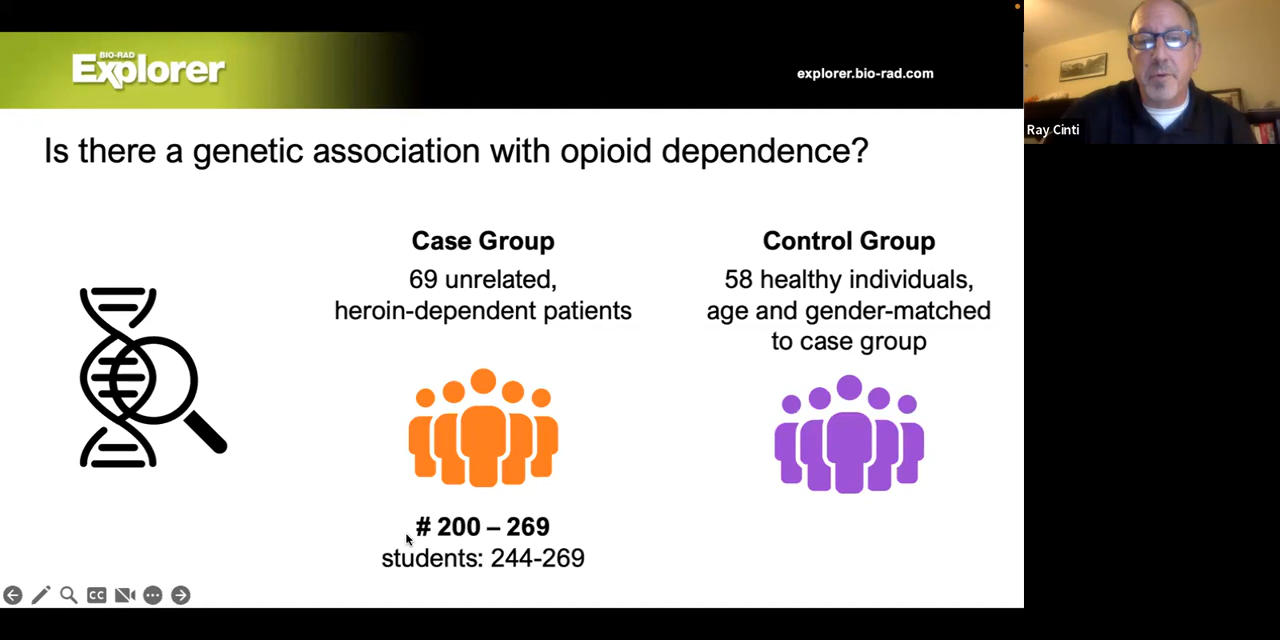 BIO-RAD
Explorer
explorer.bio-rad.com
Ray Cinti
Is there a genetic association with opioid dependence?
Case Group
69 unrelated,
heroin-dependent patients
Control Group
58 healthy individuals,
age and gender-matched
to case group
# 200 – 269
students: 244-269
CC